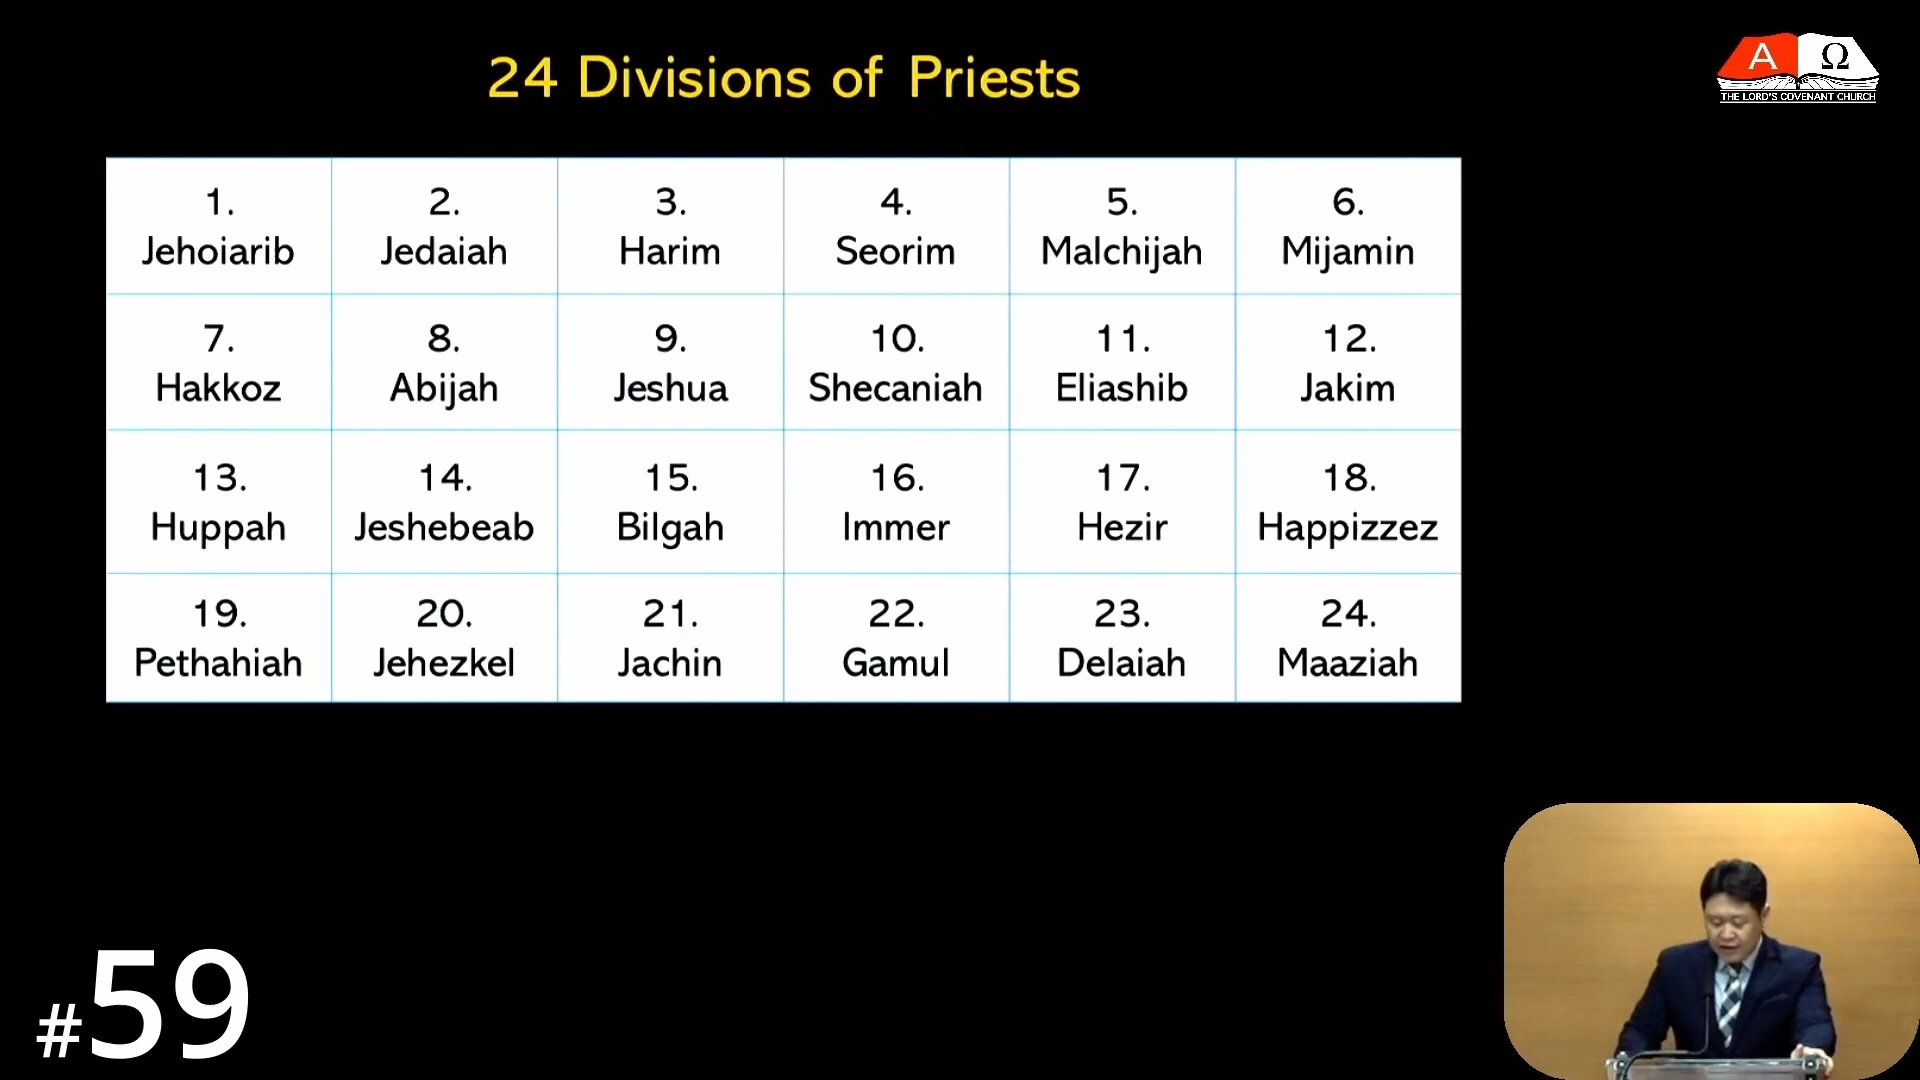 24 Divisions of Priests
A Ω
THE LORD'S COVENANT CHURCH
1. 2. 3. 4. 5. 6.
Jehoiarib Jedaiah Harim Seorim Malchijah Mijamin
7. 8. 9. 10. 11. 12.
Hakkoz Abijah Jeshua Shecaniah Eliashib Jakim
13. 14. 15. 16. 17. 18.
Huppah Jeshebeab Bilgah Immer Hezir Happizzez
19. 20. 21. 22. 23. 24.
Pethahiah Jehezkel Jachin Gamul Delaiah Maaziah
#59